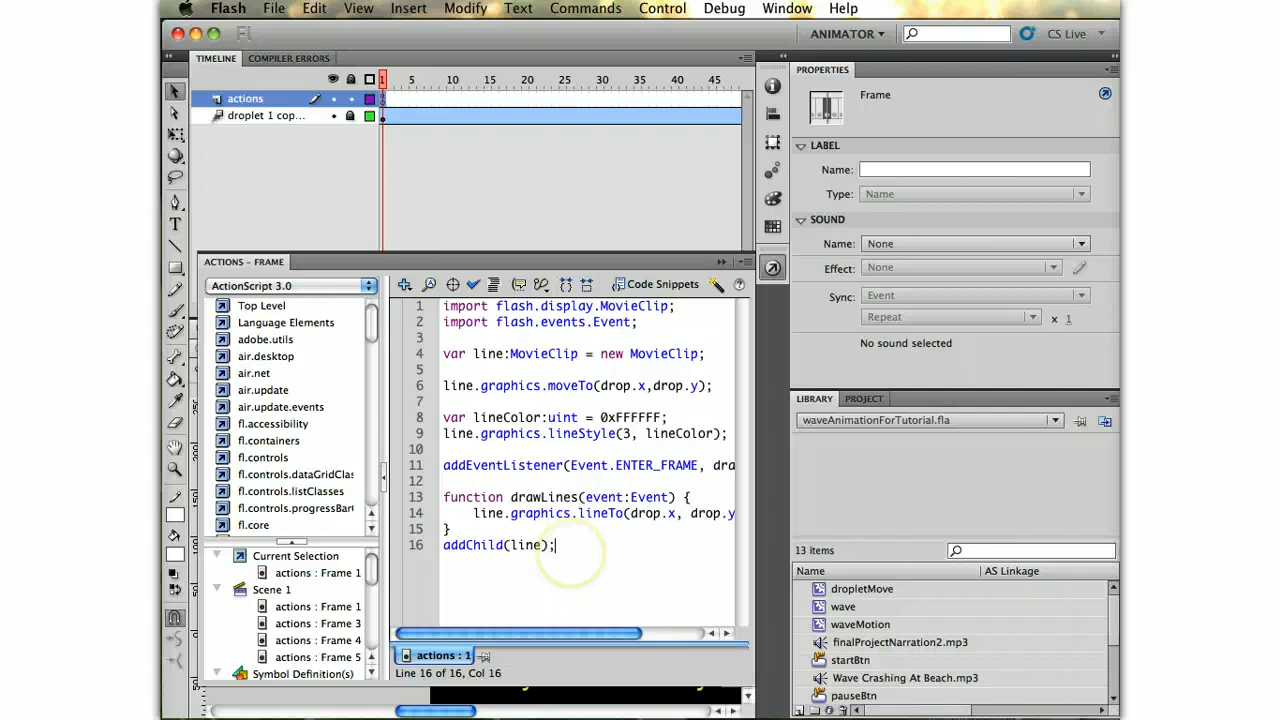 Flash File Edit View Insert Modify Text Commands Control Debug Window Help
Fl ANIMATOR CS Live
TIMELINE COMPILER ERRORS
1 5 10 15 20 25 30 35 40 45
actions
droplet 1 cop...
PROPERTIES
Frame
LABEL
Name:
Type: Name
SOUND
Name: None
Effect: None
Sync: Event
Repeat x 1
No sound selected
ACTIONS - FRAME
ActionScript 3.0
Code Snippets
Top Level
Language Elements
adobe.utils
air.desktop
air.net
air.update
air.update.events
fl.accessibility
fl.containers
fl.controls
fl.controls.dataGridClas
fl.controls.listClasses
fl.controls.progressBar
fl.core
Current Selection
actions : Frame 1
Scene 1
actions : Frame 1
actions : Frame 3
actions : Frame 4
actions : Frame 5
Symbol Definition(s)
1 import flash.display.MovieClip;
2 import flash.events.Event;
3
4 var line:MovieClip = new MovieClip;
5
6 line.graphics.moveTo(drop.x,drop.y);
7
8 var lineColor:uint = 0xFFFFFF;
9 line.graphics.lineStyle(3, lineColor);
10
11 addEventListener(Event.ENTER_FRAME, dra
12
13 function drawLines(event:Event) {
14 line.graphics.lineTo(drop.x, drop.y
15 }
16 addChild(line);
actions : 1
Line 16 of 16, Col 16
LIBRARY PROJECT
waveAnimationForTutorial.fla
13 items
Name AS Linkage
dropletMove
wave
waveMotion
finalProjectNarration2.mp3
startBtn
Wave Crashing At Beach.mp3
pauseBtn